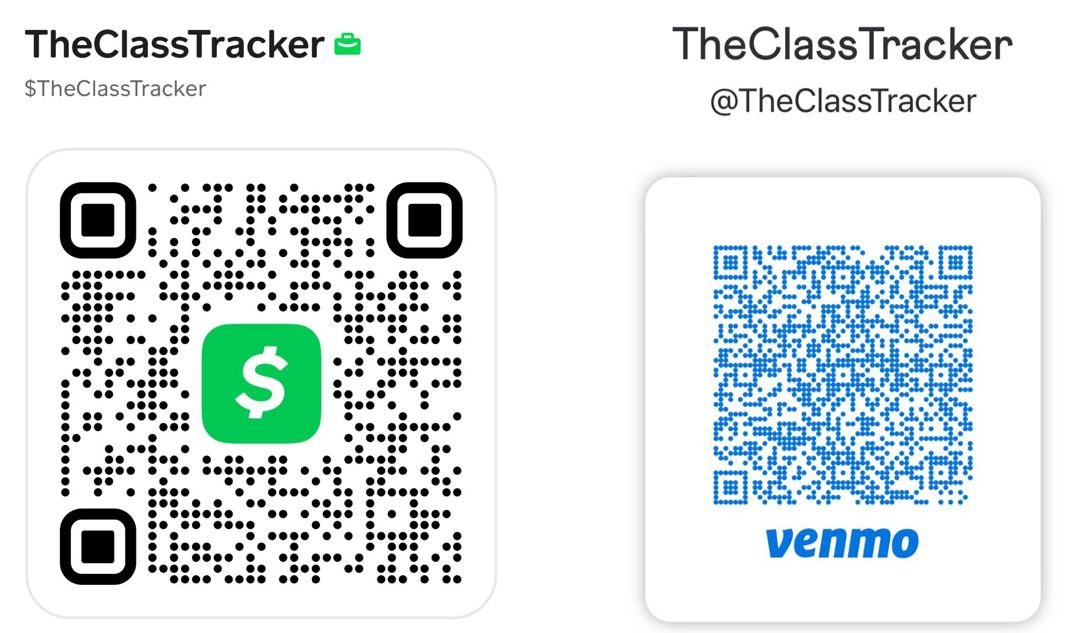 TheClassTracker
$TheClassTracker
$
TheClassTracker
@TheClassTracker
venmo